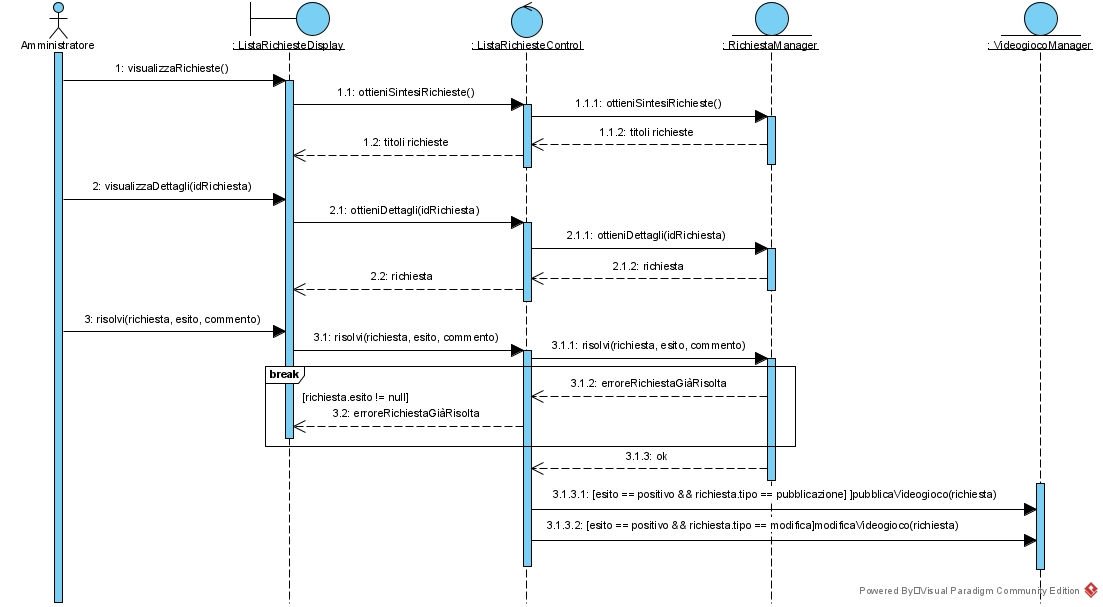 Amministratore
: ListaRichiesteDisplay
: ListaRichiesteControl
: RichiestaManager
: VideogiocoManager
1: visualizzaRichieste()
1.1: ottieniSintesiRichieste()
1.1.1: ottieniSintesiRichieste()
1.1.2: titoli richieste
1.2: titoli richieste
2: visualizzaDettagli(idRichiesta)
2.1: ottieniDettagli(idRichiesta)
2.1.1: ottieniDettagli(idRichiesta)
2.1.2: richiesta
2.2: richiesta
3: risolvi(richiesta, esito, commento)
3.1: risolvi(richiesta, esito, commento)
3.1.1: risolvi(richiesta, esito, commento)
break
3.1.2: erroreRichiestaGiàRisolta
[richiesta.esito != null]
3.2: erroreRichiestaGiàRisolta
3.1.3: ok
3.1.3.1: [esito == positivo && richiesta.tipo == pubblicazione] ]pubblicaVideogioco(richiesta)
3.1.3.2: [esito == positivo && richiesta.tipo == modifica]modificaVideogioco(richiesta)
Powered By□Visual Paradigm Community Edition